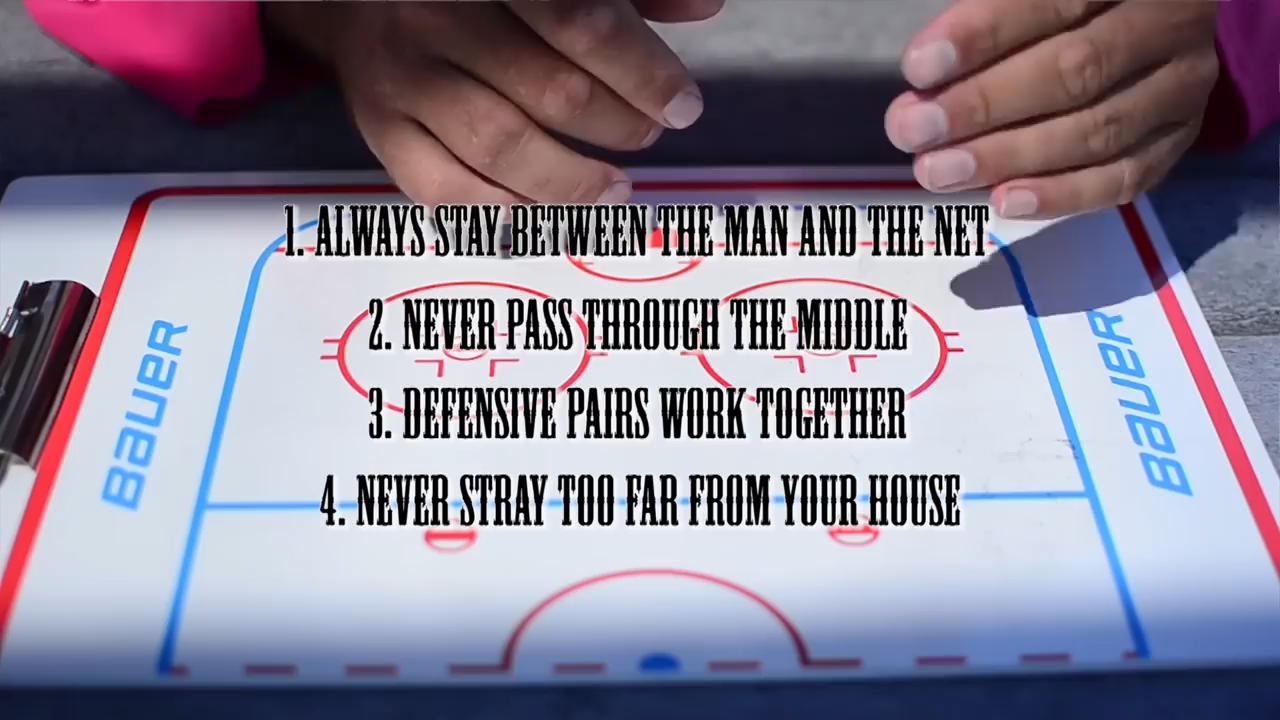 1. ALWAYS STAY BETWEEN THE MAN AND THE NET
2. NEVER PASS THROUGH THE MIDDLE
3. DEFENSIVE PAIRS WORK TOGETHER
4. NEVER STRAY TOO FAR FROM YOUR HOUSE
BAUER
BAUER